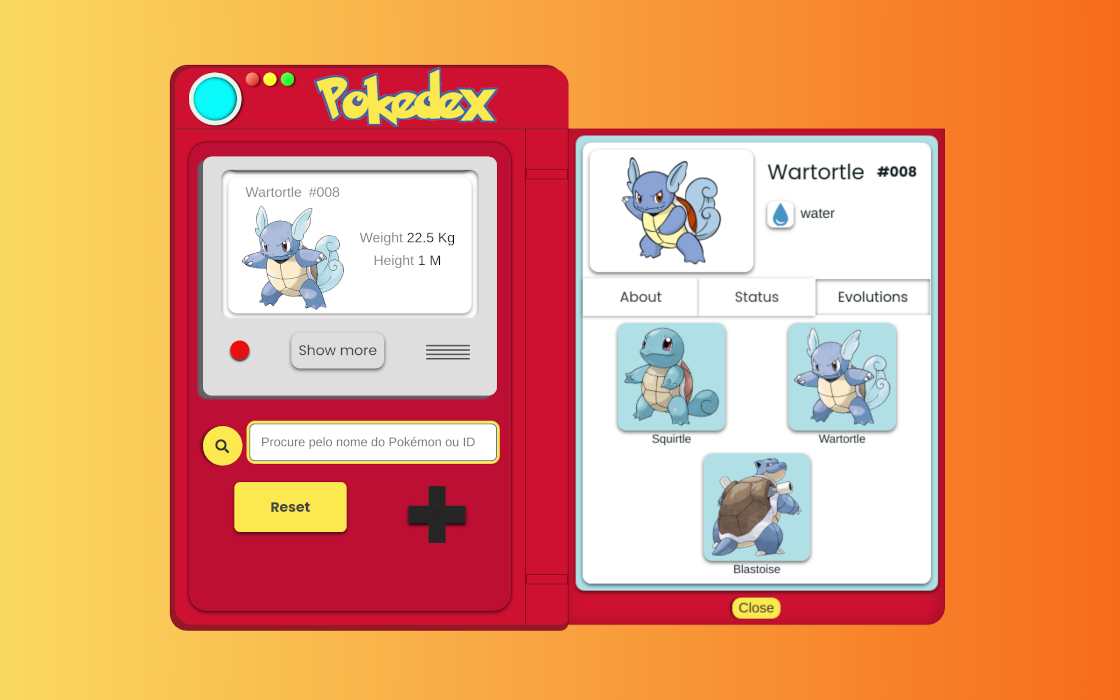 Pokedex
Wartortle #008
Weight 22.5 Kg
Height 1 M
Show more
Procure pelo nome do Pokémon ou ID
Reset
Wartortle #008
water
About Status Evolutions
Squirtle Wartortle
Blastoise
Close